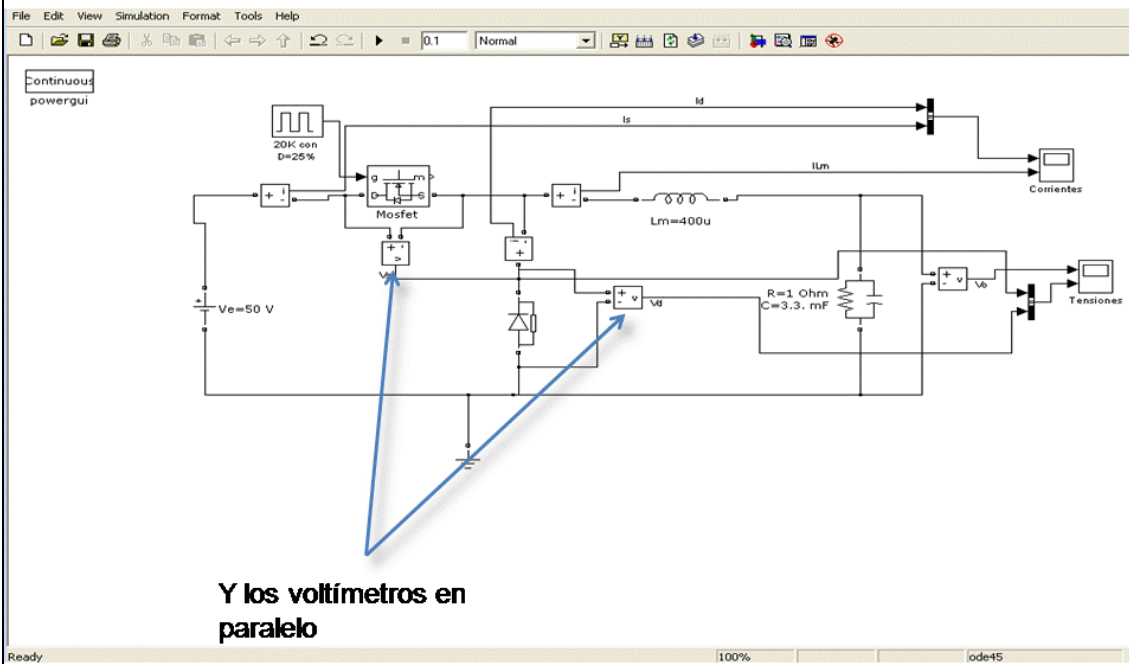 File Edit View Simulation Format Tools Help
0.1 Normal
Continuous
powergui
20K con
D=25%
Id
Is
ILm
Corrientes
g m
D S
Mosfet
+ i
-
+ i
-
Lm=400u
i -
+
+ -
v
Ve=50 V
+ v
-
Vd
R=1 Ohm
C=3.3. mF
+ v
-
Vo
Tensiones
Y los voltímetros en
paralelo
Ready 100% ode45